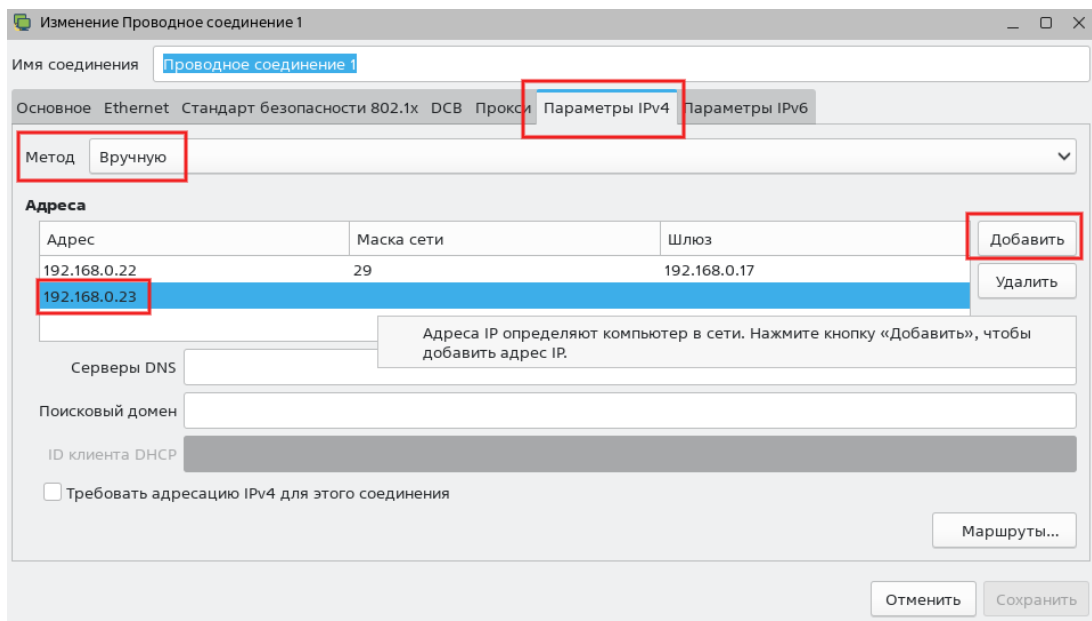 Изменение Проводное соединение 1
Имя соединения Проводное соединение 1
Основное Ethernet Стандарт безопасности 802.1x DCB Прокси Параметры IPv4 Параметры IPv6
Метод Вручную
Адреса
Адрес Маска сети Шлюз Добавить
192.168.0.22 29 192.168.0.17
Удалить
192.168.0.23
Адреса IP определяют компьютер в сети. Нажмите кнопку «Добавить», чтобы
добавить адрес IP.
Серверы DNS
Поисковый домен
ID клиента DHCP
Требовать адресацию IPv4 для этого соединения
Маршруты...
Отменить Сохранить